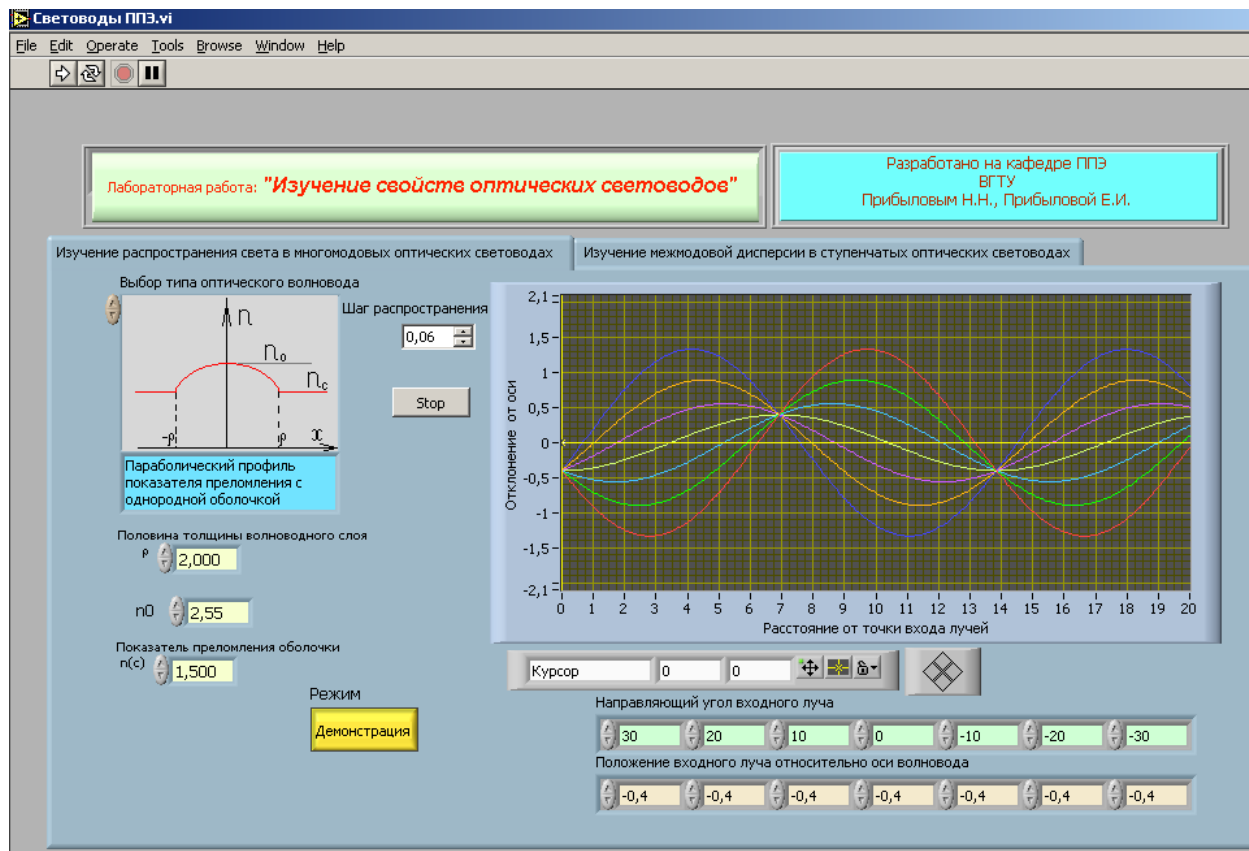 Световоды ППЭ.vi
File Edit Operate Tools Browse Window Help
Лабораторная работа: "Изучение свойств оптических световодов"
Разработано на кафедре ППЭ
ВГТУ
Прибыловым Н.Н., Прибыловой Е.И.
Изучение распространения света в многомодовых оптических световодах
Изучение межмодовой дисперсии в ступенчатых оптических световодах
Выбор типа оптического волновода
n
n₀
n_c
-ρ
ρ
x
Параболический профиль
показателя преломления с
однородной оболочкой
Шаг распространения
0,06
Stop
Половина толщины волноводного слоя
ρ 2,000
n0 2,55
Показатель преломления оболочки
n(c) 1,500
Режим
Демонстрация
Отклонение от оси
2,1
1,5
1
0,5
0
-0,5
-1
-1,5
-2,1
0 1 2 3 4 5 6 7 8 9 10 11 12 13 14 15 16 17 18 19 20
Расстояние от точки входа лучей
Курсор 0 0
Направляющий угол входного луча
30 20 10 0 -10 -20 -30
Положение входного луча относительно оси волновода
-0,4 -0,4 -0,4 -0,4 -0,4 -0,4 -0,4